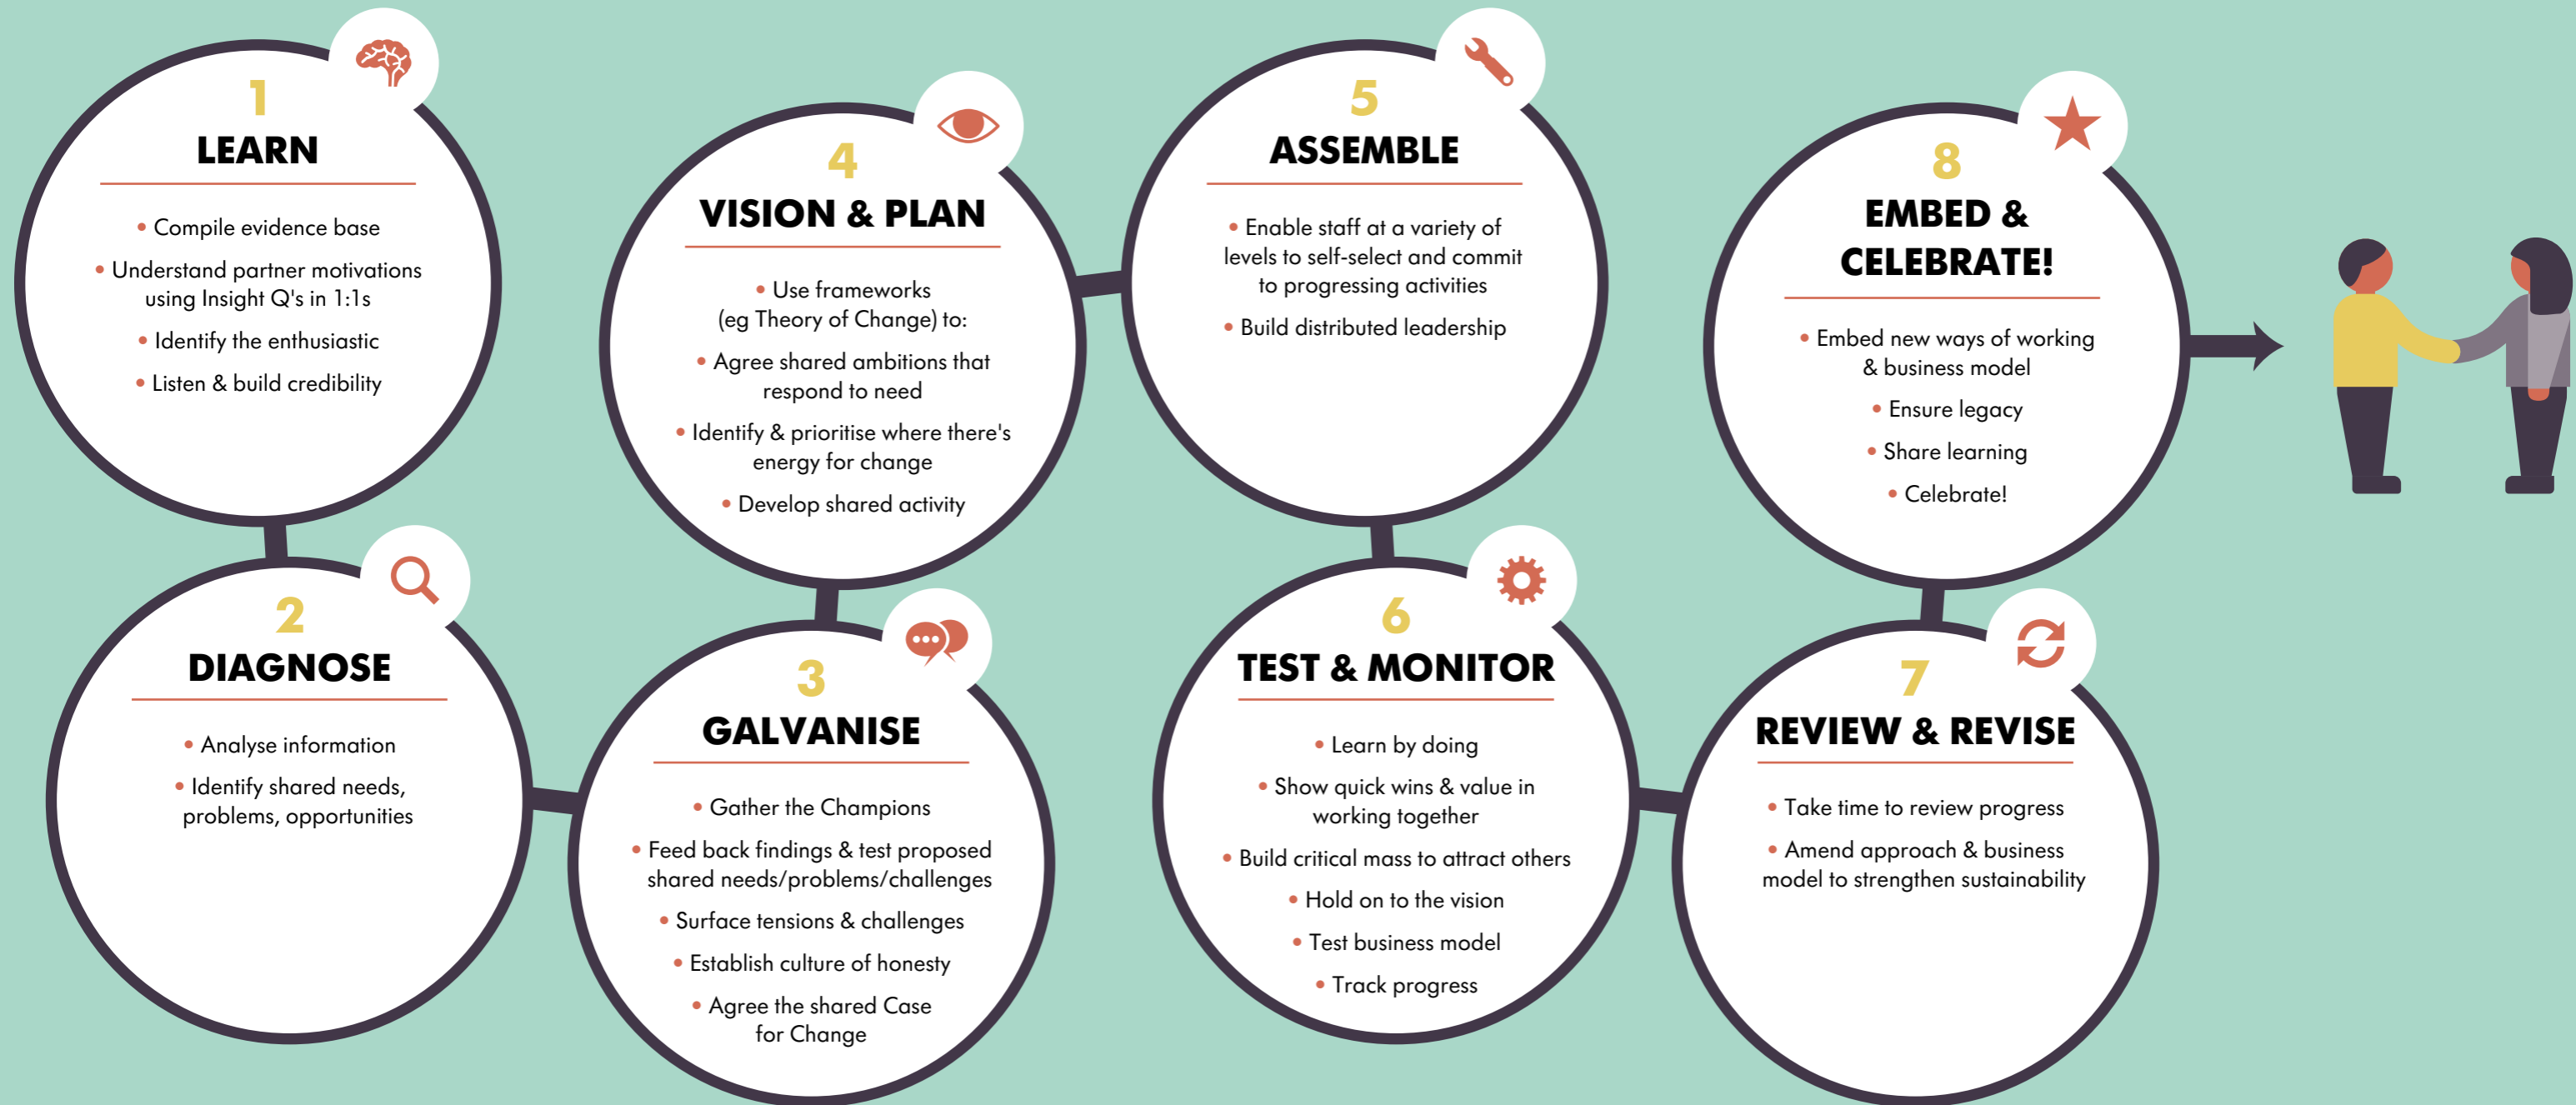 1
LEARN
• Compile evidence base
• Understand partner motivations
using Insight Q's in 1:1s
• Identify the enthusiastic
• Listen & build credibility
2
DIAGNOSE
• Analyse information
• Identify shared needs,
problems, opportunities
3
GALVANISE
• Gather the Champions
• Feed back findings & test proposed
shared needs/problems/challenges
• Surface tensions & challenges
• Establish culture of honesty
• Agree the shared Case
for Change
4
VISION & PLAN
• Use frameworks
(eg Theory of Change) to:
• Agree shared ambitions that
respond to need
• Identify & prioritise where there's
energy for change
• Develop shared activity
5
ASSEMBLE
• Enable staff at a variety of
levels to self-select and commit
to progressing activities
• Build distributed leadership
6
TEST & MONITOR
• Learn by doing
• Show quick wins & value in
working together
• Build critical mass to attract others
• Hold on to the vision
• Test business model
• Track progress
7
REVIEW & REVISE
• Take time to review progress
• Amend approach & business
model to strengthen sustainability
8
EMBED &
CELEBRATE!
• Embed new ways of working
& business model
• Ensure legacy
• Share learning
• Celebrate!